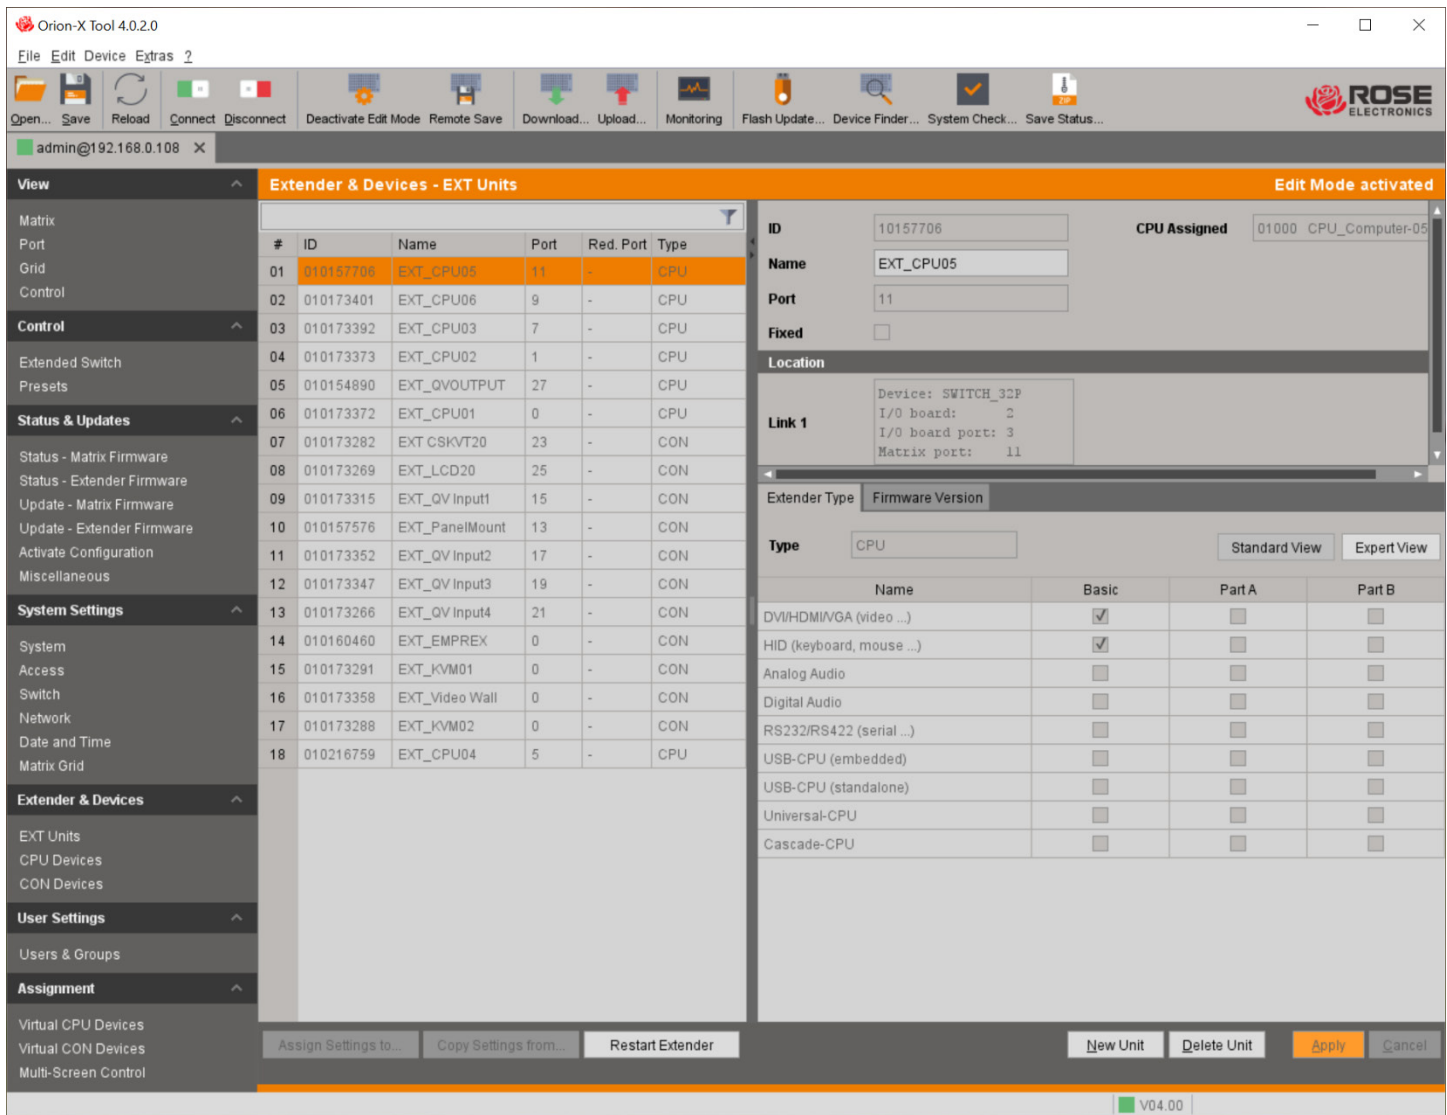 Orion-X Tool 4.0.2.0
File Edit Device Extras ?
Open... Save Reload Connect Disconnect Deactivate Edit Mode Remote Save Download... Upload... Monitoring Flash Update... Device Finder... System Check... Save Status...
ZIP
ROSE
ELECTRONICS
admin@192.168.0.108
View
Matrix
Port
Grid
Control
Control
Extended Switch
Presets
Status & Updates
Status - Matrix Firmware
Status - Extender Firmware
Update - Matrix Firmware
Update - Extender Firmware
Activate Configuration
Miscellaneous
System Settings
System
Access
Switch
Network
Date and Time
Matrix Grid
Extender & Devices
EXT Units
CPU Devices
CON Devices
User Settings
Users & Groups
Assignment
Virtual CPU Devices
Virtual CON Devices
Multi-Screen Control
Extender & Devices - EXT Units Edit Mode activated
# ID Name Port Red. Port Type
01 010157706 EXT_CPU05 11 - CPU
02 010173401 EXT_CPU06 9 - CPU
03 010173392 EXT_CPU03 7 - CPU
04 010173373 EXT_CPU02 1 - CPU
05 010154890 EXT_QVOUTPUT 27 - CPU
06 010173372 EXT_CPU01 0 - CPU
07 010173282 EXT CSKVT20 23 - CON
08 010173269 EXT_LCD20 25 - CON
09 010173315 EXT_QV Input1 15 - CON
10 010157576 EXT_PanelMount 13 - CON
11 010173352 EXT_QV Input2 17 - CON
12 010173347 EXT_QV Input3 19 - CON
13 010173266 EXT_QV Input4 21 - CON
14 010160460 EXT_EMPREX 0 - CON
15 010173291 EXT_KVM01 0 - CON
16 010173358 EXT_Video Wall 0 - CON
17 010173288 EXT_KVM02 0 - CON
18 010216759 EXT_CPU04 5 - CPU
ID 10157706 CPU Assigned 01000 CPU_Computer-05
Name EXT_CPU05
Port 11
Fixed
Location
Link 1
Device: SWITCH_32P
I/O board: 2
I/O board port: 3
Matrix port: 11
Extender Type Firmware Version
Type CPU Standard View Expert View
Name Basic Part A Part B
DVI/HDMI/VGA (video ...)
HID (keyboard, mouse ...)
Analog Audio
Digital Audio
RS232/RS422 (serial ...)
USB-CPU (embedded)
USB-CPU (standalone)
Universal-CPU
Cascade-CPU
Assign Settings to... Copy Settings from... Restart Extender New Unit Delete Unit Apply Cancel
V04.00